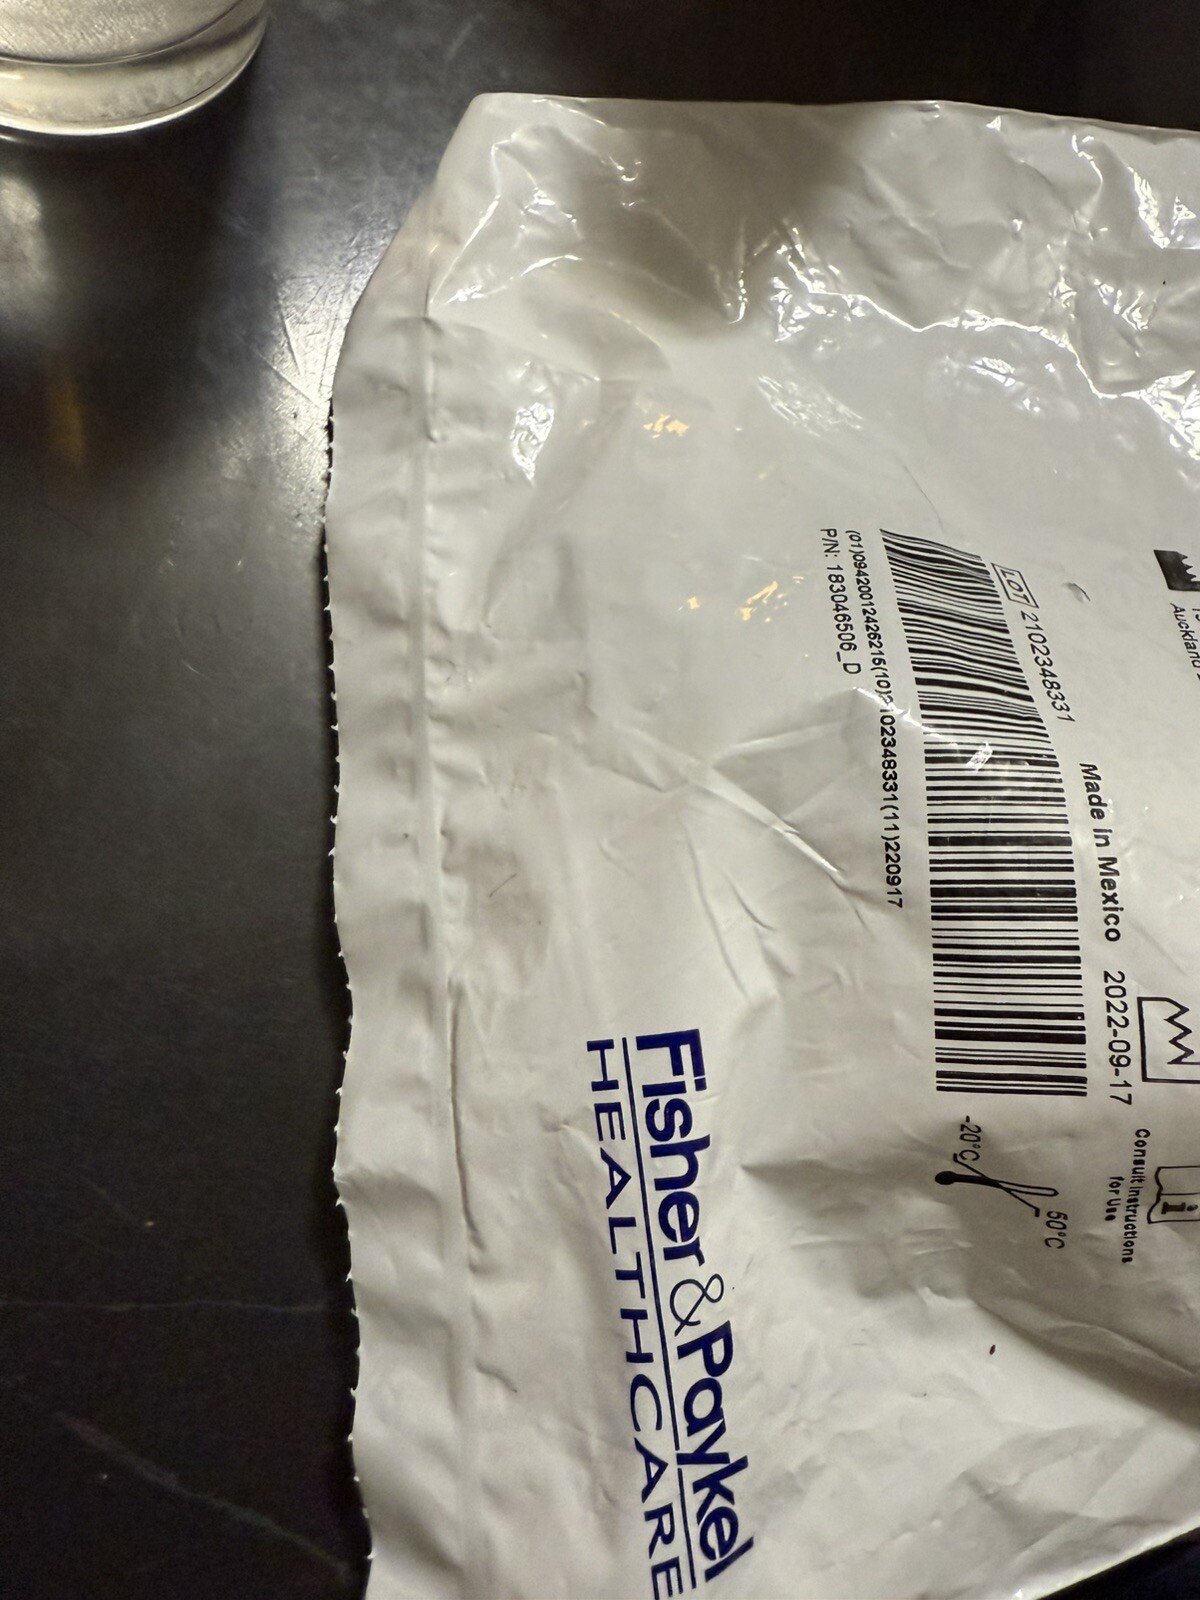 Auckland
Consult Instructions
for Use
Made in Mexico 2022-09-17
LOT 2102348331
50°C
-20°C
(01)09420012426215(10)2102348331(11)220917
P/N: 183046506_D
Fisher&Paykel
HEALTHCARE